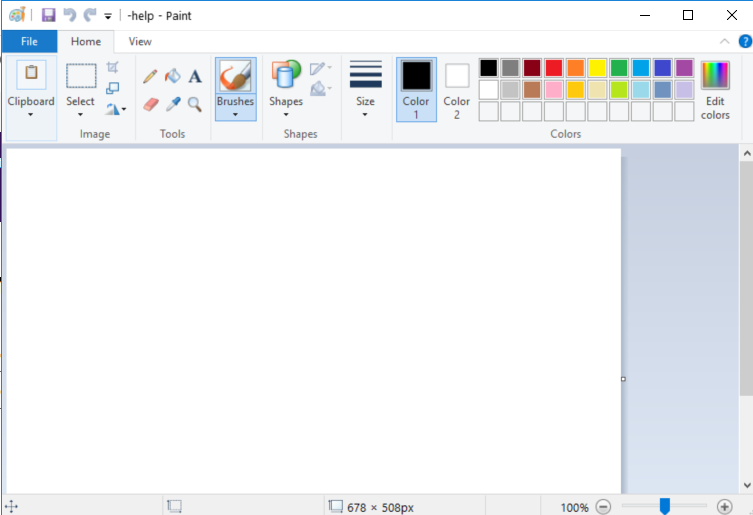 -help - Paint
File Home View
Clipboard Select Brushes Shapes Size Color 1 Color 2 Edit colors
Image Tools Shapes Colors
678 × 508px 100%